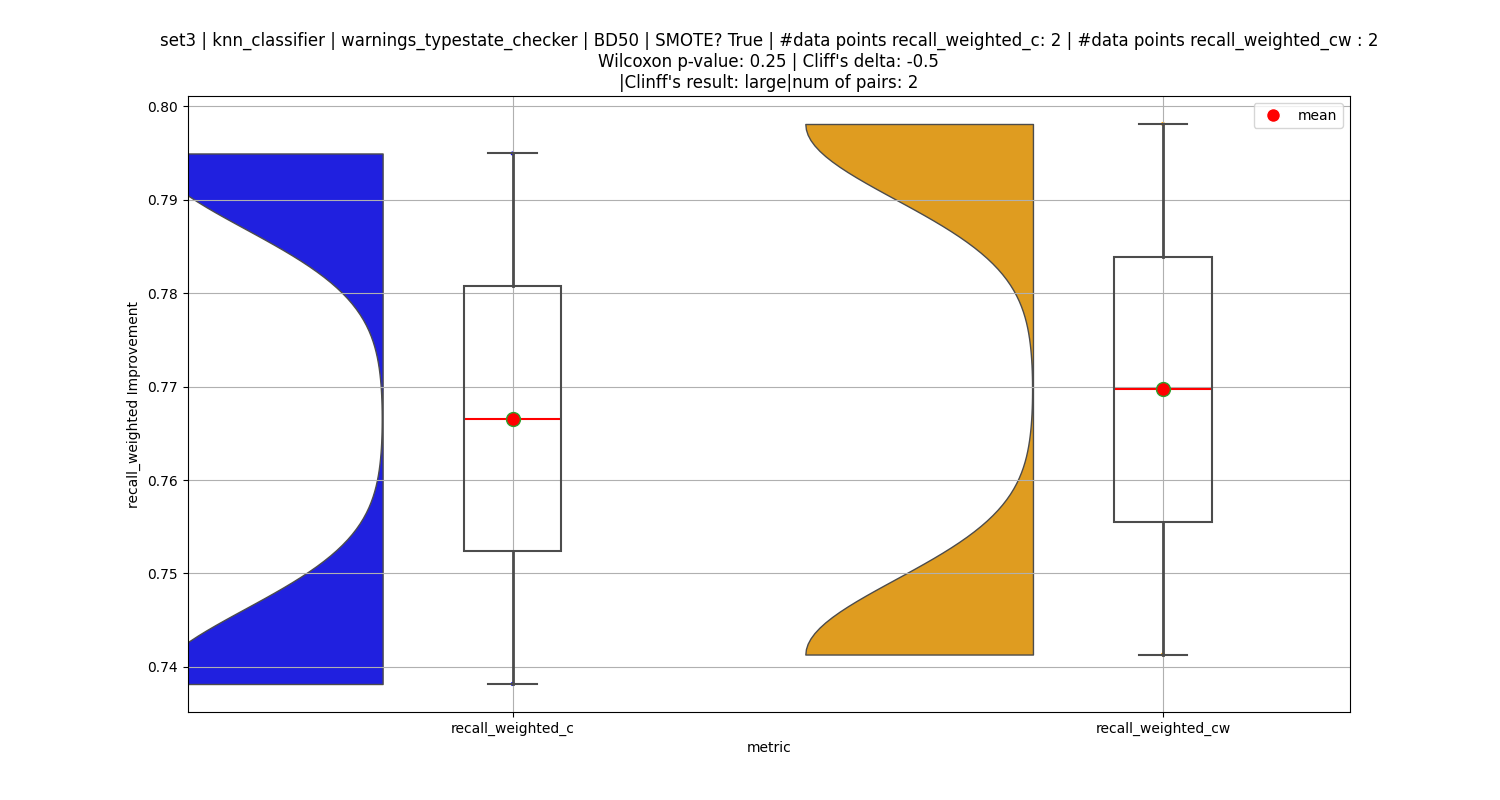 set3 | knn_classifier | warnings_typestate_checker | BD50 | SMOTE? True | #data points recall_weighted_c: 2 | #data points recall_weighted_cw : 2
Wilcoxon p-value: 0.25 | Cliff's delta: -0.5
|Clinff's result: large|num of pairs: 2
mean
0.80
0.79
0.78
0.77
0.76
0.75
0.74
recall_weighted Improvement
recall_weighted_c
recall_weighted_cw
metric